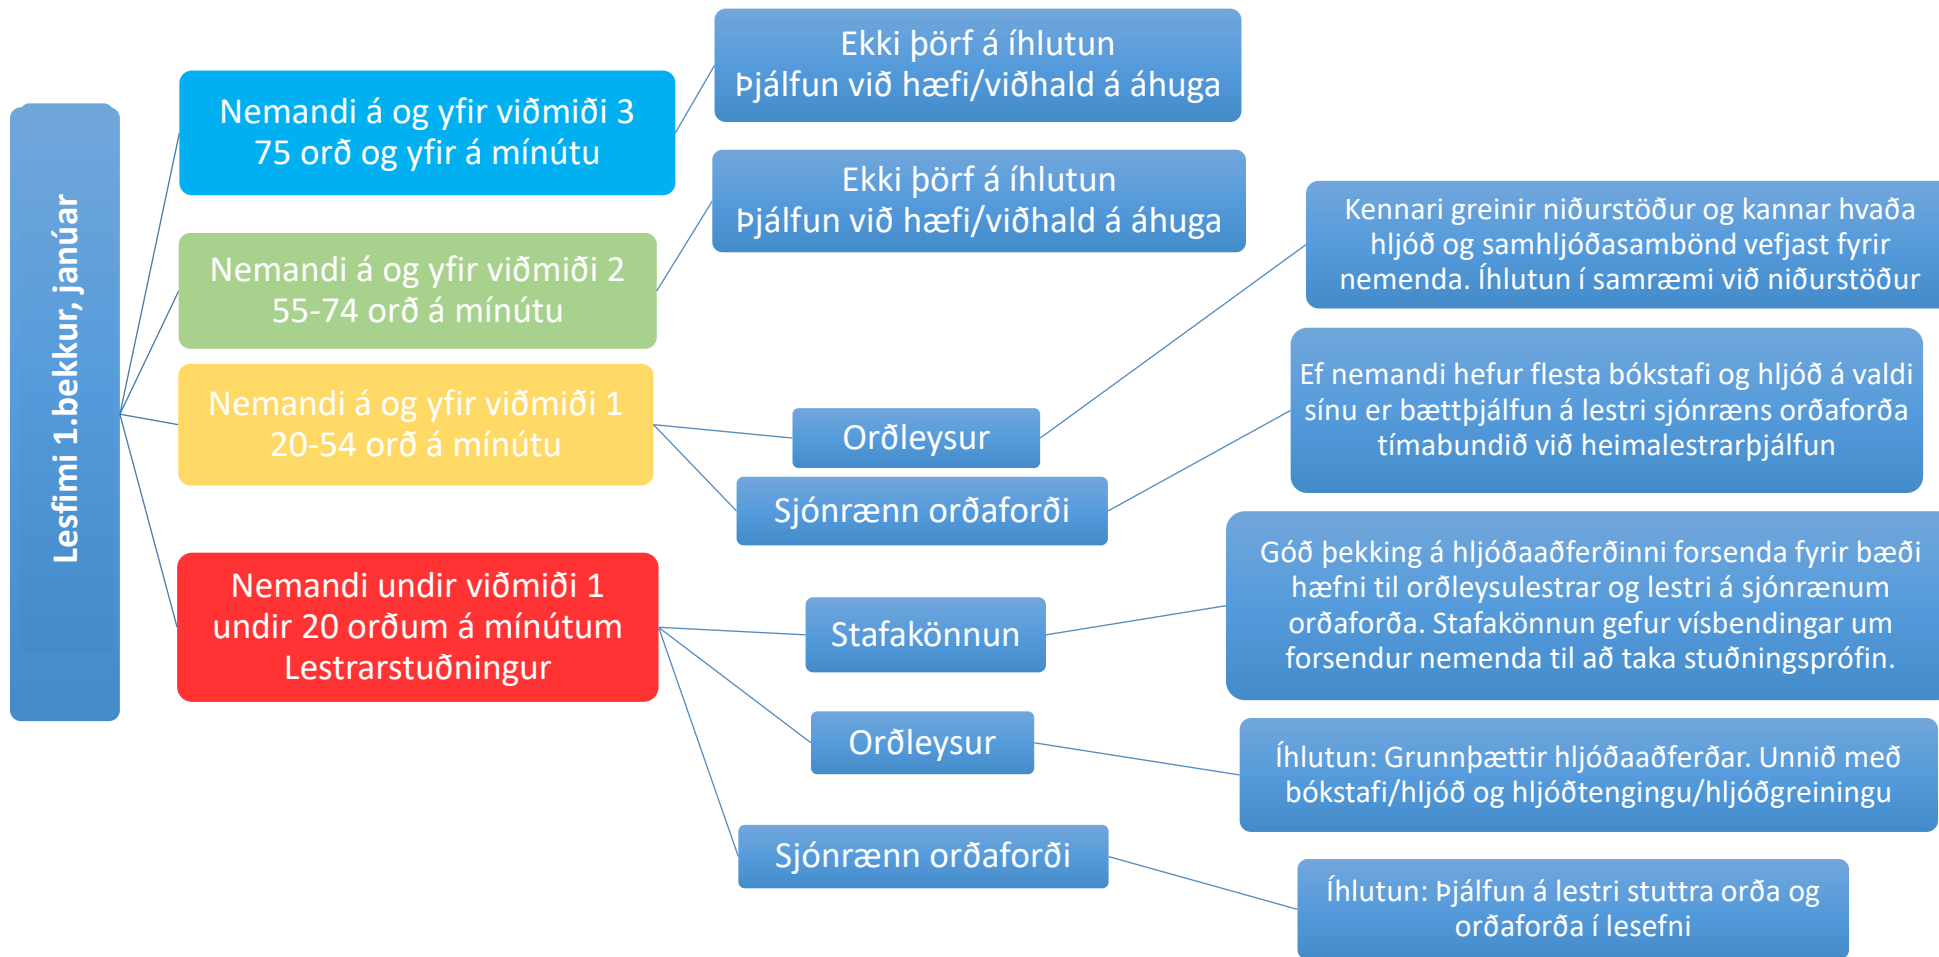 Lesfimi 1.bekkur, janúar
Nemandi á og yfir viðmiði 3
75 orð og yfir á mínútu
Ekki þörf á íhlutun
Þjálfun við hæfi/viðhald á áhuga
Nemandi á og yfir viðmiði 2
55-74 orð á mínútu
Ekki þörf á íhlutun
Þjálfun við hæfi/viðhald á áhuga
Nemandi á og yfir viðmiði 1
20-54 orð á mínútu
Orðleysur
Kennari greinir niðurstöður og kannar hvaða
hljóð og samhljóðasambönd vefjast fyrir
nemenda. Íhlutun í samræmi við niðurstöður
Sjónrænn orðaforði
Ef nemandi hefur flesta bókstafi og hljóð á valdi
sínu er bættþjálfun á lestri sjónræns orðaforða
tímabundið við heimalestrarþjálfun
Nemandi undir viðmiði 1
undir 20 orðum á mínútum
Lestrarstuðningur
Stafakönnun
Góð þekking á hljóðaaðferðinni forsenda fyrir bæði
hæfni til orðleysulestrar og lestri á sjónrænum
orðaforða. Stafakönnun gefur vísbendingar um
forsendur nemenda til að taka stuðningsprófin.
Orðleysur
Íhlutun: Grunnþættir hljóðaaðferðar. Unnið með
bókstafi/hljóð og hljóðtengingu/hljóðgreiningu
Sjónrænn orðaforði
Íhlutun: Þjálfun á lestri stuttra orða og
orðaforða í lesefni